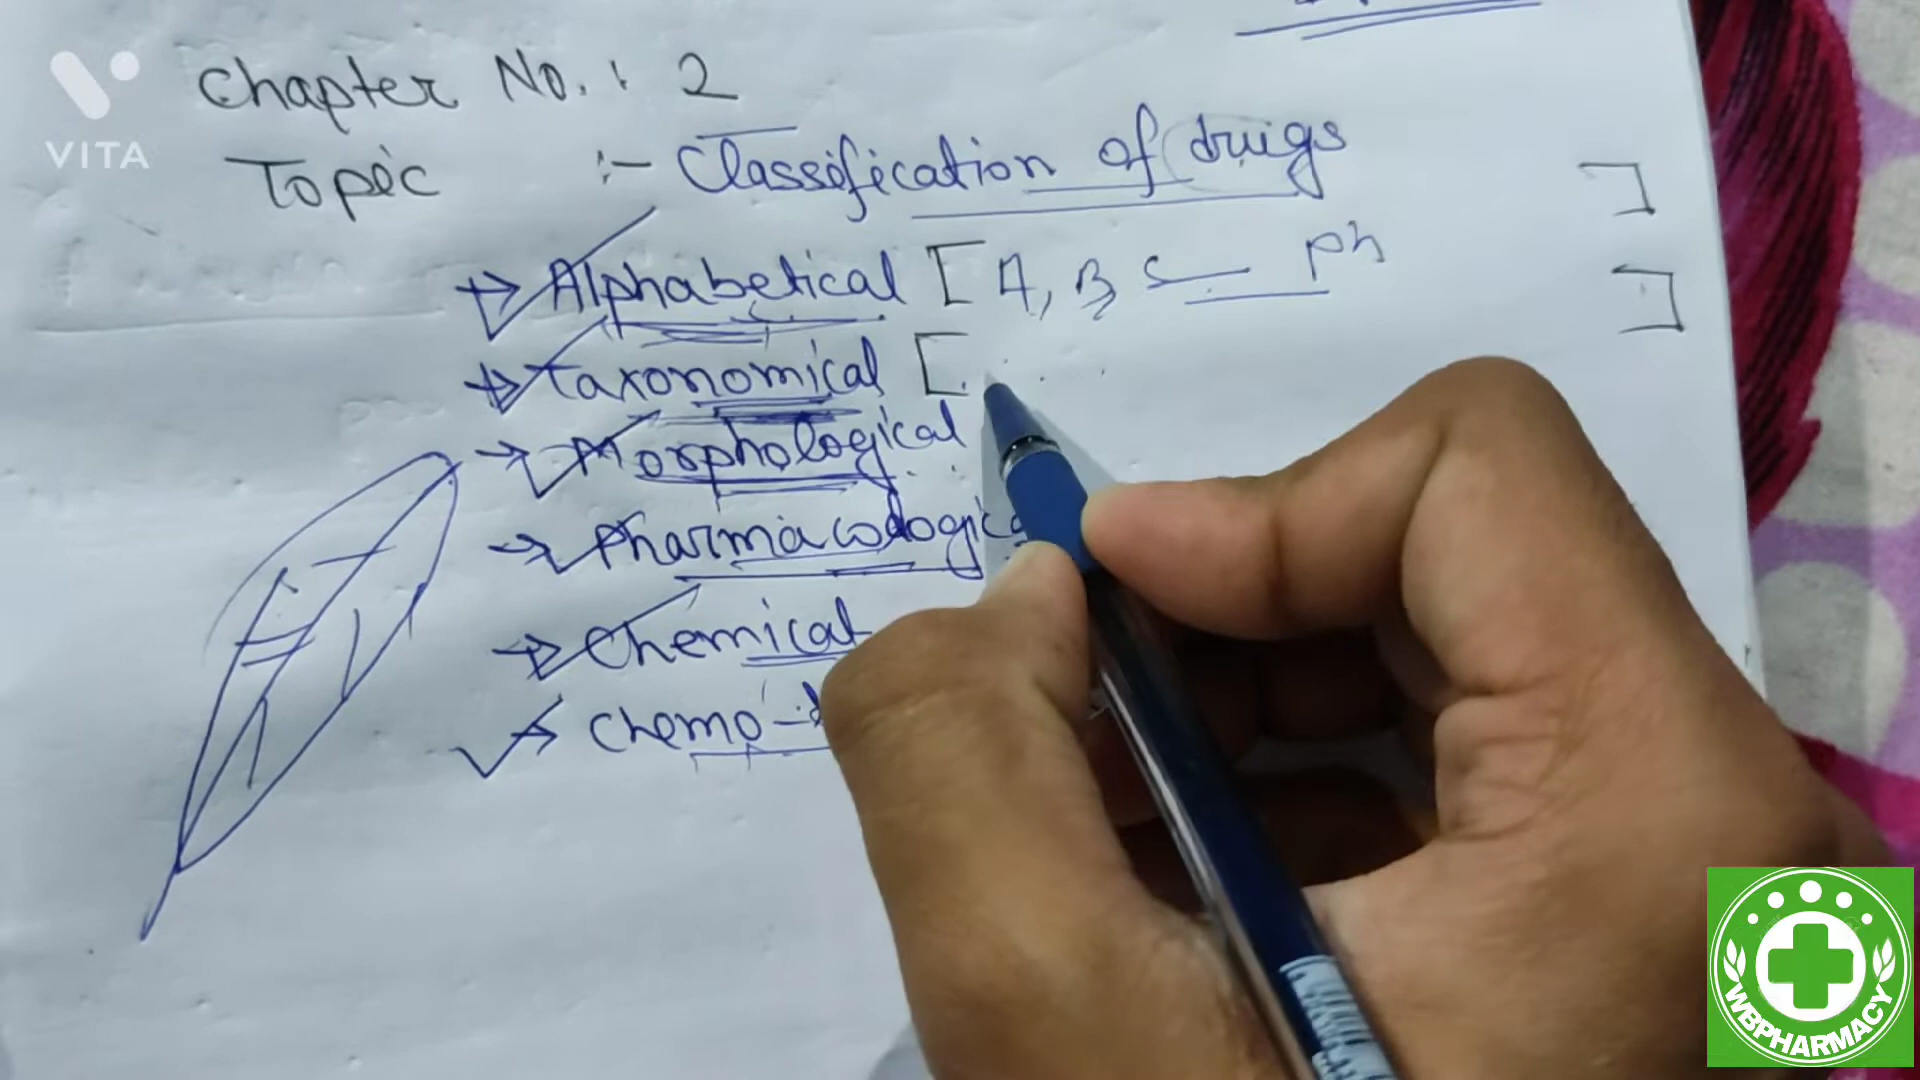 VITA
Chapter No. : 2
Topic :- Classification of drugs
→ Alphabetical [ A, B, C — Ph ]
→ Taxonomical [ ]
→ Morphological
→ Pharmacological
→ Chemical
→ Chemo -
WBPHARMACY